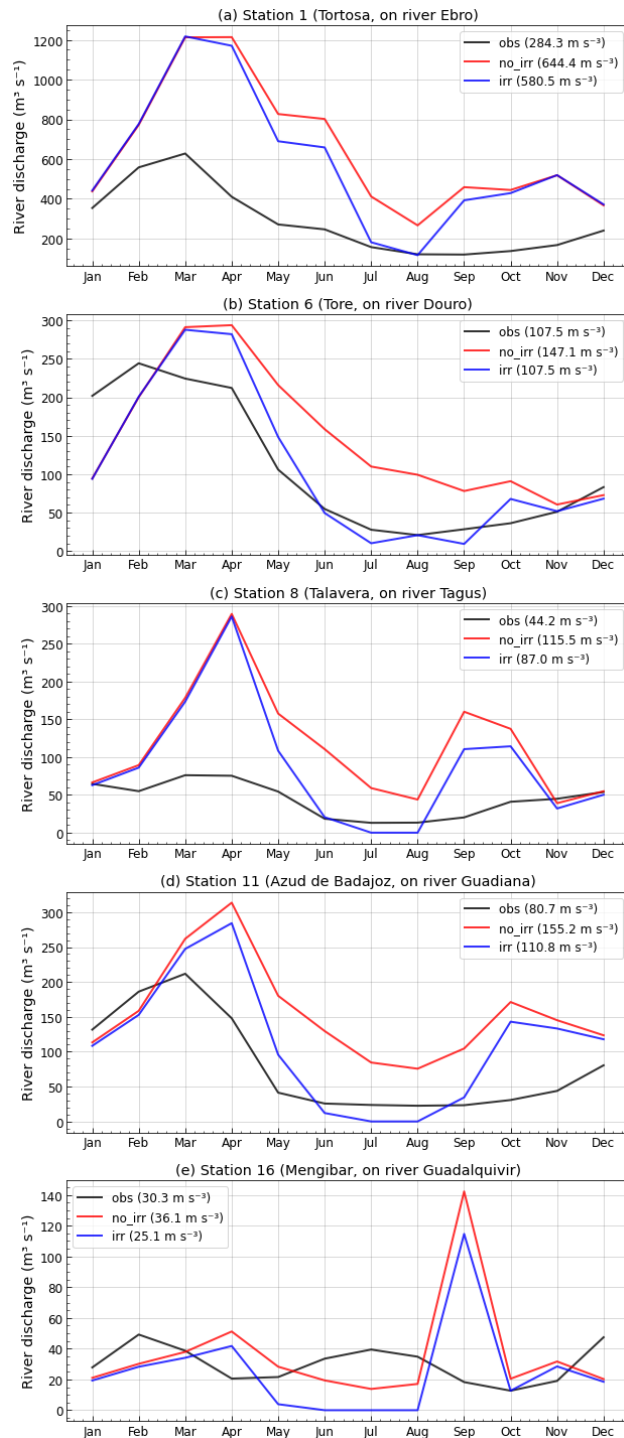 (a) Station 1 (Tortosa, on river Ebro)
River discharge (m³ s⁻¹)
1200
1000
800
600
400
200
obs (284.3 m s⁻³)
no_irr (644.4 m s⁻³)
irr (580.5 m s⁻³)
Jan Feb Mar Apr May Jun Jul Aug Sep Oct Nov Dec
(b) Station 6 (Tore, on river Douro)
River discharge (m³ s⁻¹)
300
250
200
150
100
50
0
obs (107.5 m s⁻³)
no_irr (147.1 m s⁻³)
irr (107.5 m s⁻³)
Jan Feb Mar Apr May Jun Jul Aug Sep Oct Nov Dec
(c) Station 8 (Talavera, on river Tagus)
River discharge (m³ s⁻¹)
300
250
200
150
100
50
0
obs (44.2 m s⁻³)
no_irr (115.5 m s⁻³)
irr (87.0 m s⁻³)
Jan Feb Mar Apr May Jun Jul Aug Sep Oct Nov Dec
(d) Station 11 (Azud de Badajoz, on river Guadiana)
River discharge (m³ s⁻¹)
300
250
200
150
100
50
0
obs (80.7 m s⁻³)
no_irr (155.2 m s⁻³)
irr (110.8 m s⁻³)
Jan Feb Mar Apr May Jun Jul Aug Sep Oct Nov Dec
(e) Station 16 (Mengibar, on river Guadalquivir)
River discharge (m³ s⁻¹)
140
120
100
80
60
40
20
0
obs (30.3 m s⁻³)
no_irr (36.1 m s⁻³)
irr (25.1 m s⁻³)
Jan Feb Mar Apr May Jun Jul Aug Sep Oct Nov Dec